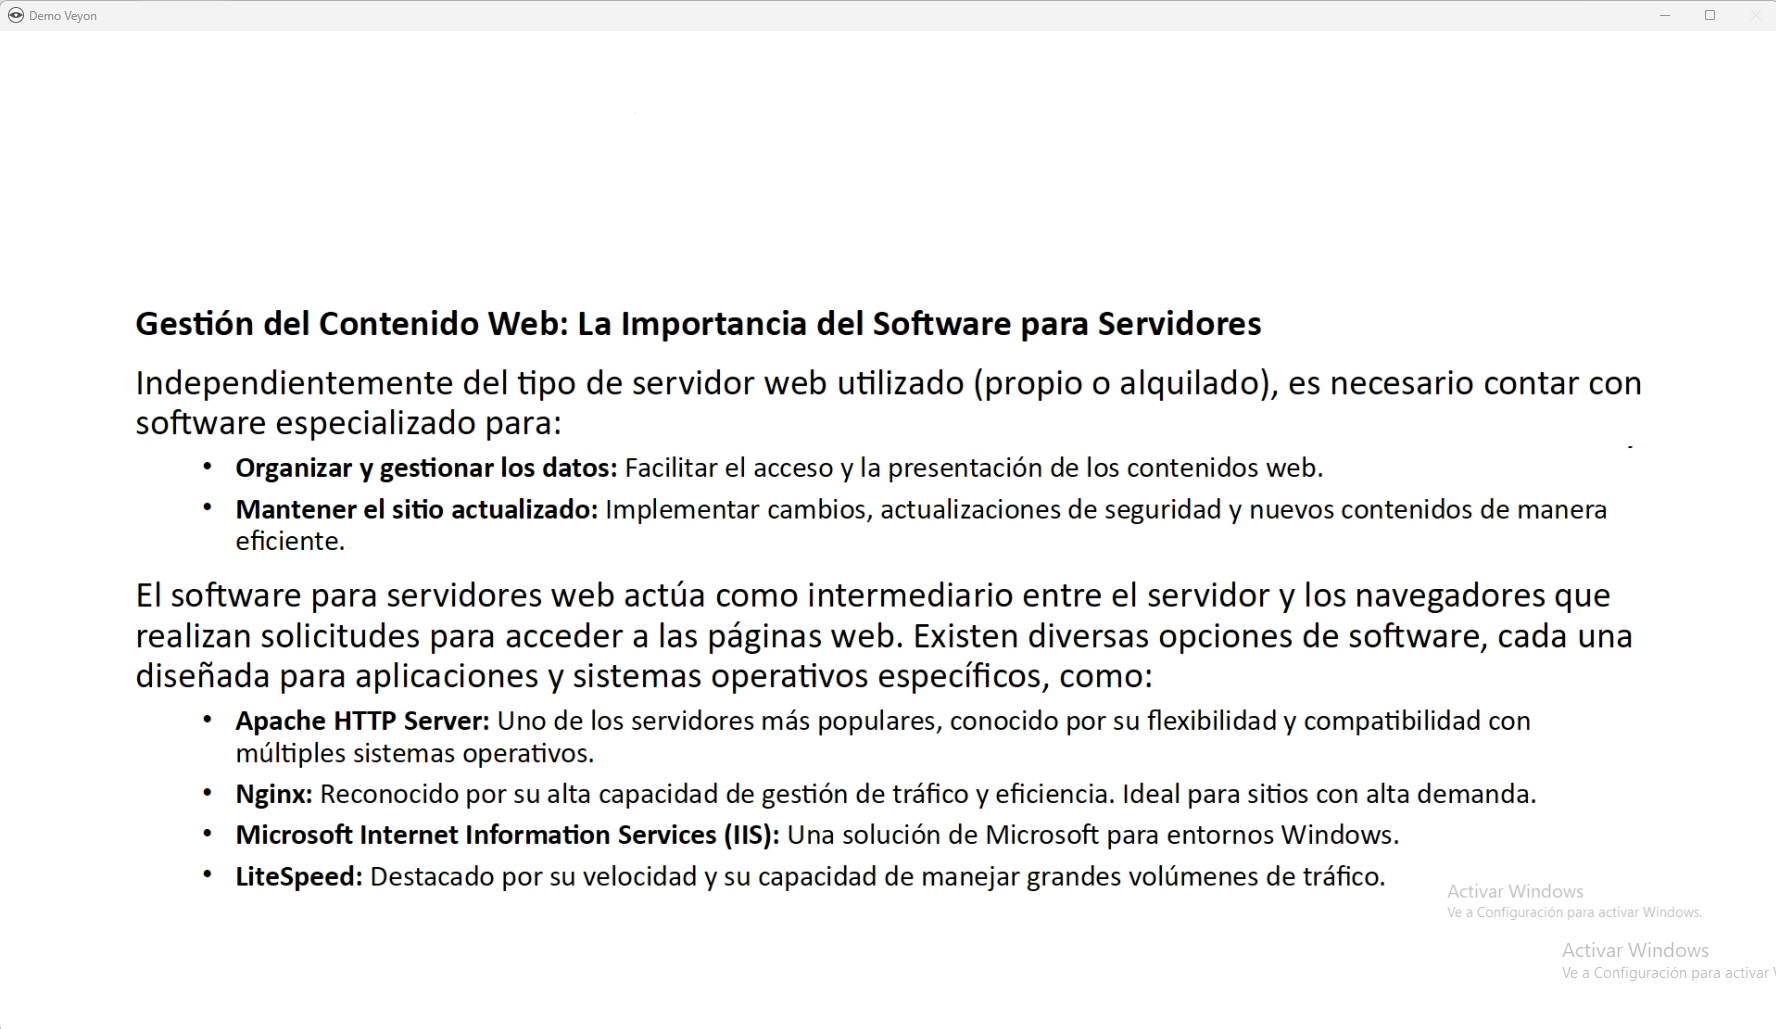 Demo Veyon
Gestión del Contenido Web: La Importancia del Software para Servidores
Independientemente del tipo de servidor web utilizado (propio o alquilado), es necesario contar con
software especializado para:
• Organizar y gestionar los datos: Facilitar el acceso y la presentación de los contenidos web.
• Mantener el sitio actualizado: Implementar cambios, actualizaciones de seguridad y nuevos contenidos de manera
eficiente.
El software para servidores web actúa como intermediario entre el servidor y los navegadores que
realizan solicitudes para acceder a las páginas web. Existen diversas opciones de software, cada una
diseñada para aplicaciones y sistemas operativos específicos, como:
• Apache HTTP Server: Uno de los servidores más populares, conocido por su flexibilidad y compatibilidad con
múltiples sistemas operativos.
• Nginx: Reconocido por su alta capacidad de gestión de tráfico y eficiencia. Ideal para sitios con alta demanda.
• Microsoft Internet Information Services (IIS): Una solución de Microsoft para entornos Windows.
• LiteSpeed: Destacado por su velocidad y su capacidad de manejar grandes volúmenes de tráfico.
Activar Windows
Ve a Configuración para activar Windows.
Activar Windows
Ve a Configuración para activar